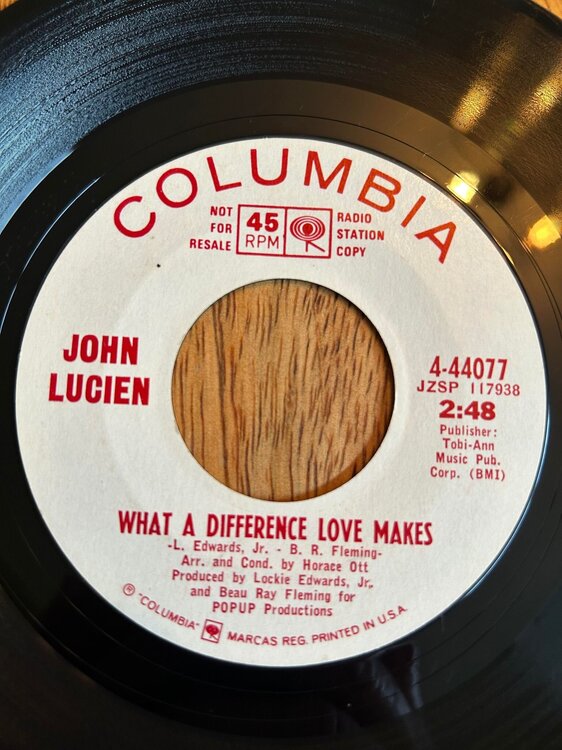 COLUMBIA
NOT
FOR
RESALE
45
RPM
RADIO
STATION
COPY
JOHN
LUCIEN
4-44077
JZSP 117938
2:48
Publisher:
Tobi-Ann
Music Pub.
Corp. (BMI)
WHAT A DIFFERENCE LOVE MAKES
-L. Edwards, Jr. - B. R. Fleming-
Arr. and Cond. by Horace Ott
Produced by Lockie Edwards, Jr.,
and Beau Ray Fleming for
POPUP Productions
Ⓡ "COLUMBIA" MARCAS REG. PRINTED IN U.S.A.